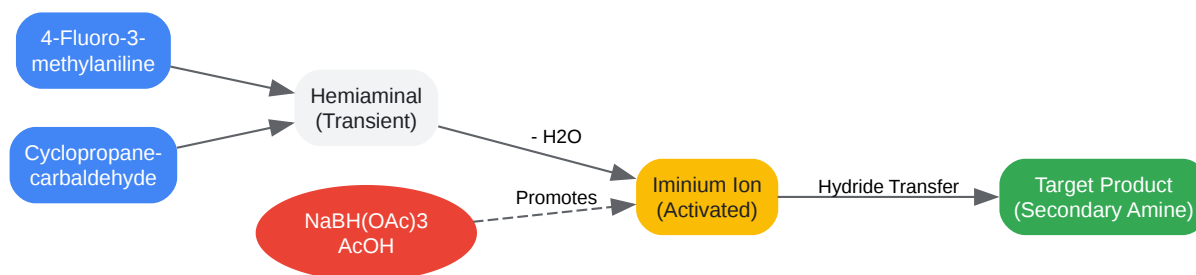 4-Fluoro-3-
methylaniline
Cyclopropane-
carbaldehyde
Hemiaminal
(Transient)
- H2O
NaBH(OAc)3
AcOH
Promotes
Iminium Ion
(Activated)
Hydride Transfer
Target Product
(Secondary Amine)